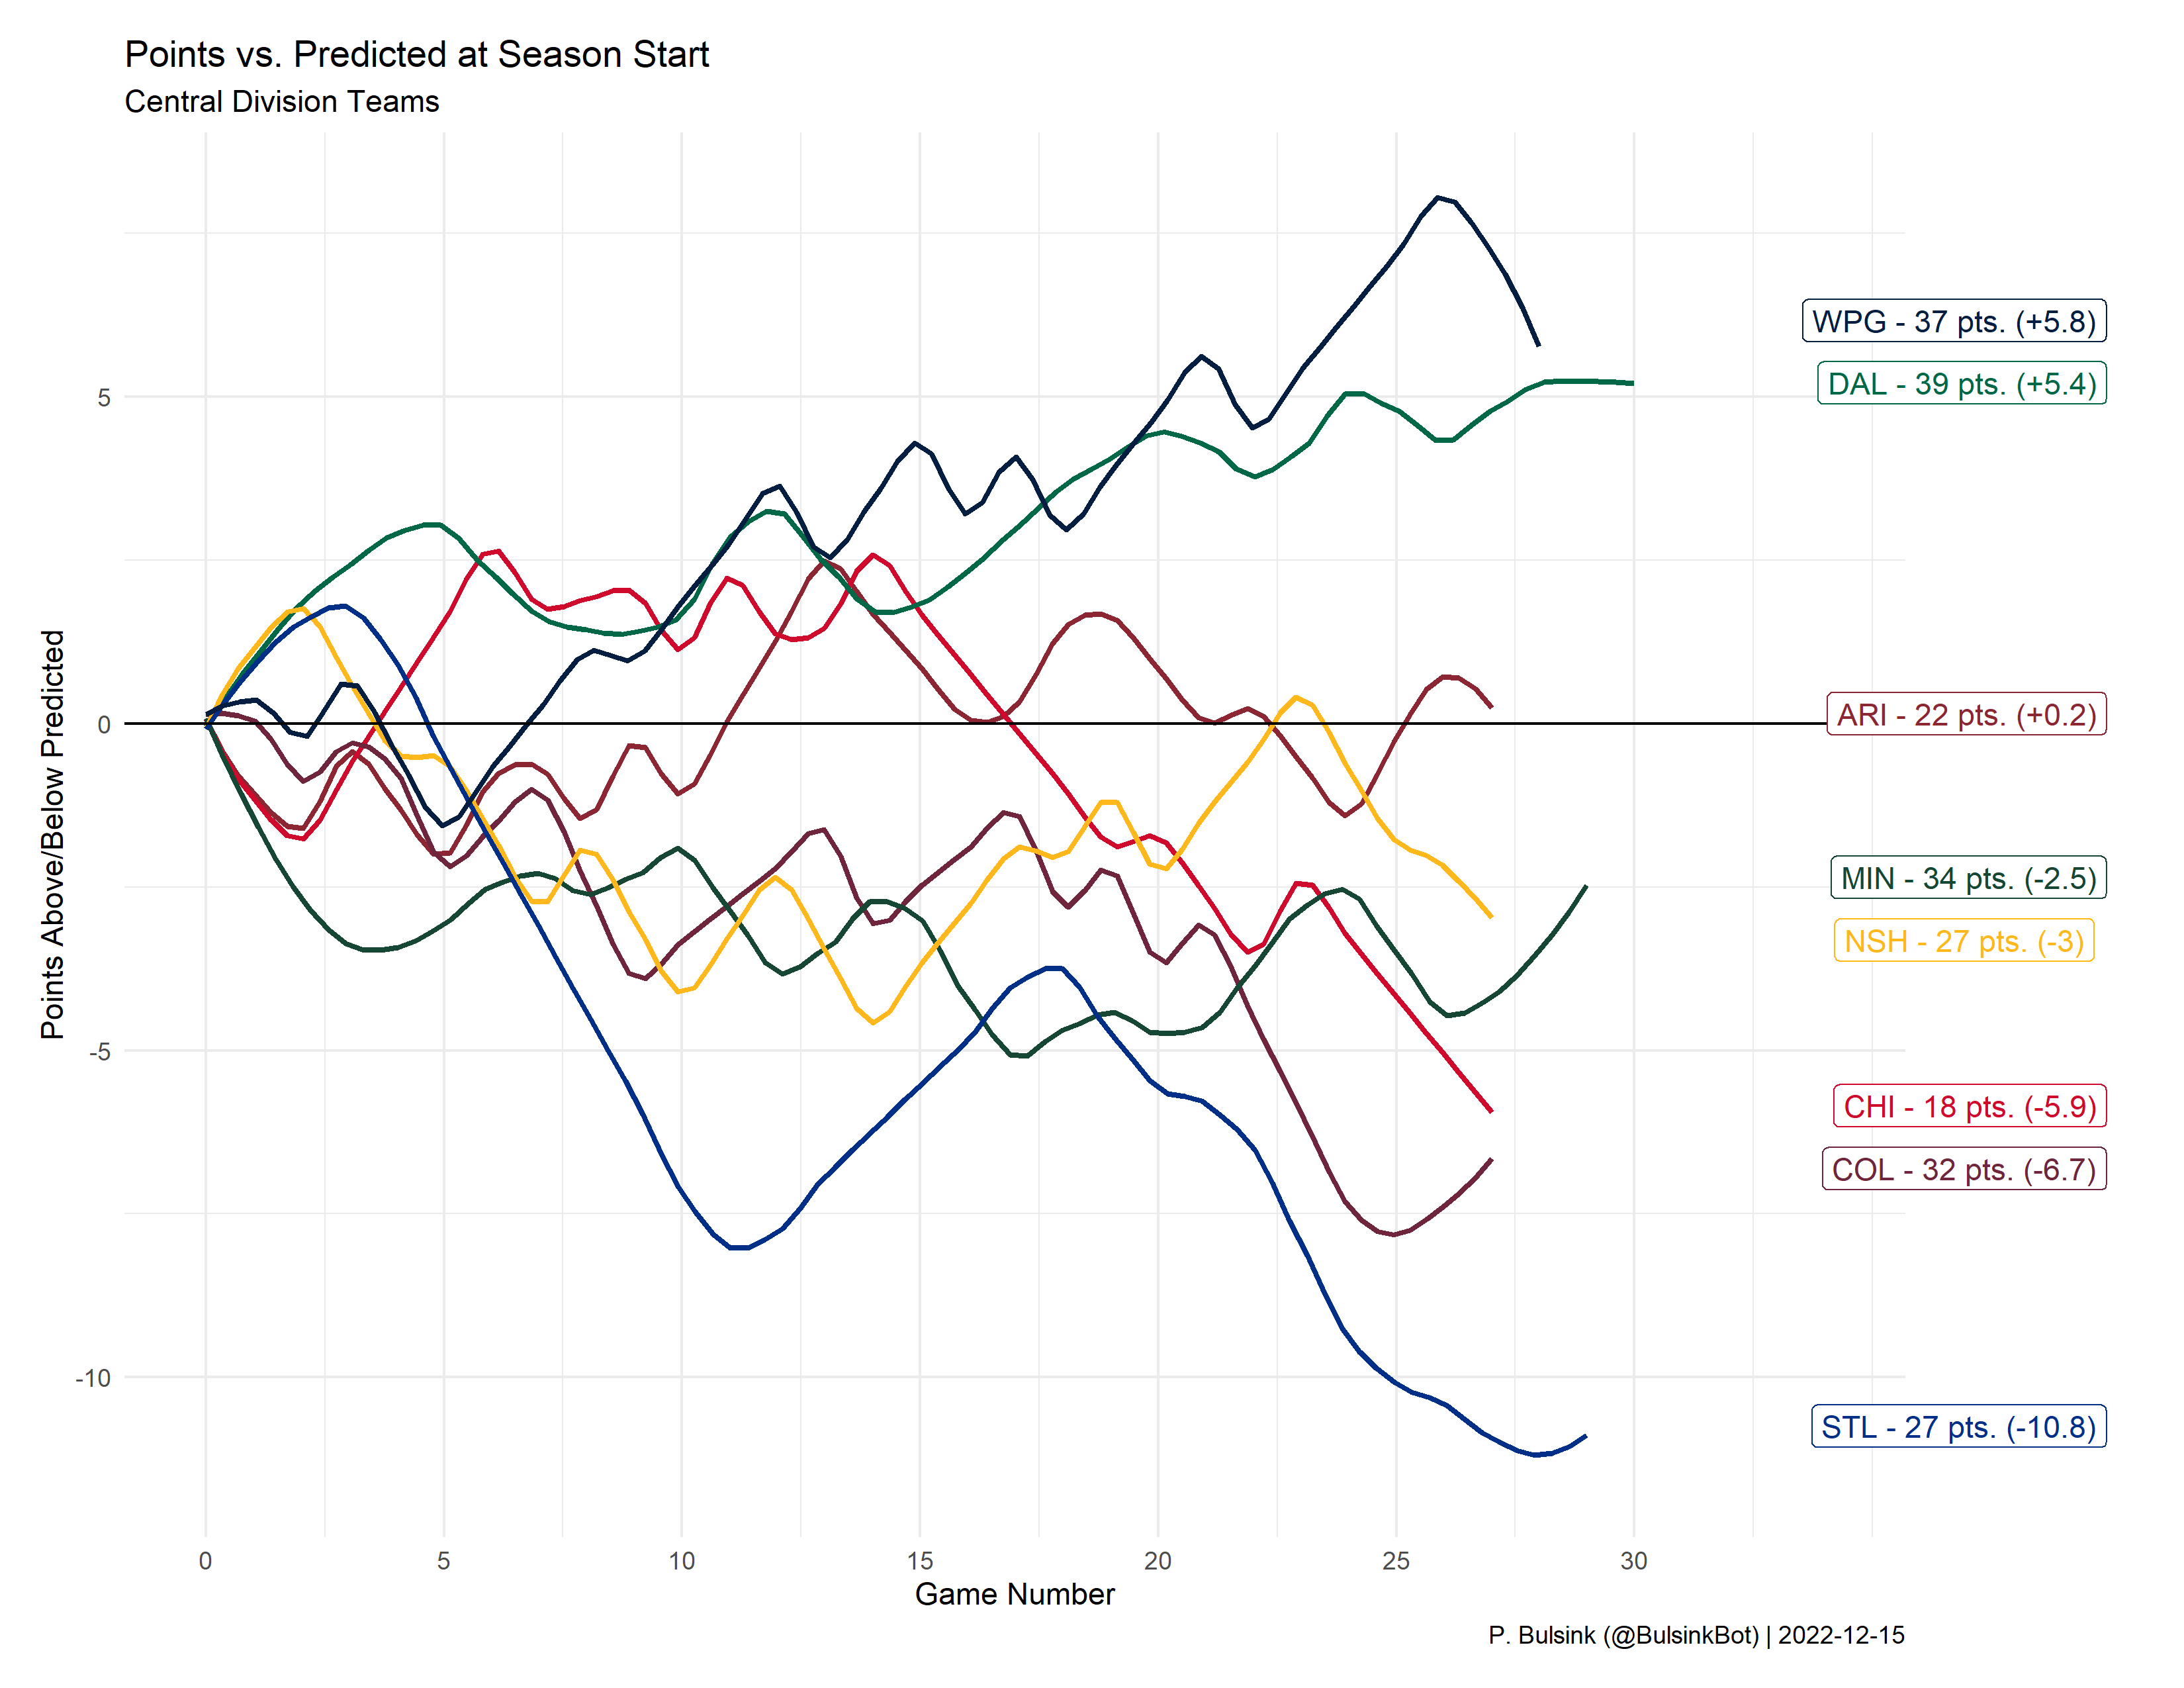 Points vs. Predicted at Season Start
Central Division Teams
Points Above/Below Predicted
5
0
-5
-10
WPG - 37 pts. (+5.8)
DAL - 39 pts. (+5.4)
ARI - 22 pts. (+0.2)
MIN - 34 pts. (-2.5)
NSH - 27 pts. (-3)
CHI - 18 pts. (-5.9)
COL - 32 pts. (-6.7)
STL - 27 pts. (-10.8)
0 5 10 15 20 25 30
Game Number
P. Bulsink (@BulsinkBot) | 2022-12-15